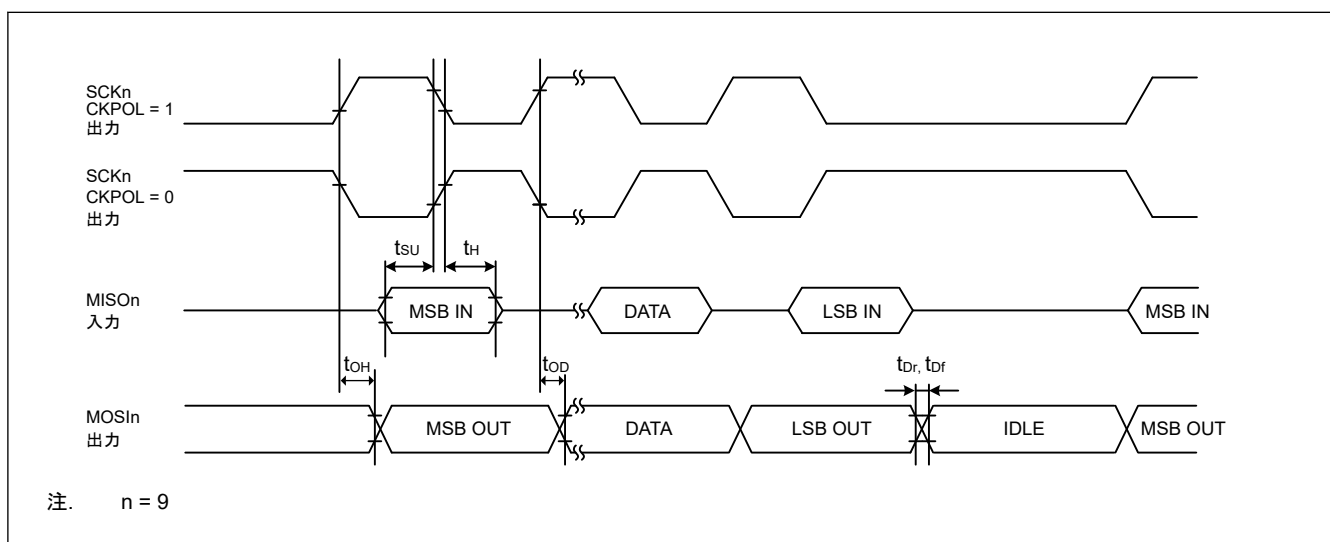 SCKn
CKPOL = 1
出力
SCKn
CKPOL = 0
出力
tSU
tH
MISOn
入力
MSB IN
DATA
LSB IN
MSB IN
tOH
tOD
tDr, tDf
MOSIn
出力
MSB OUT
DATA
LSB OUT
IDLE
MSB OUT
注. n = 9